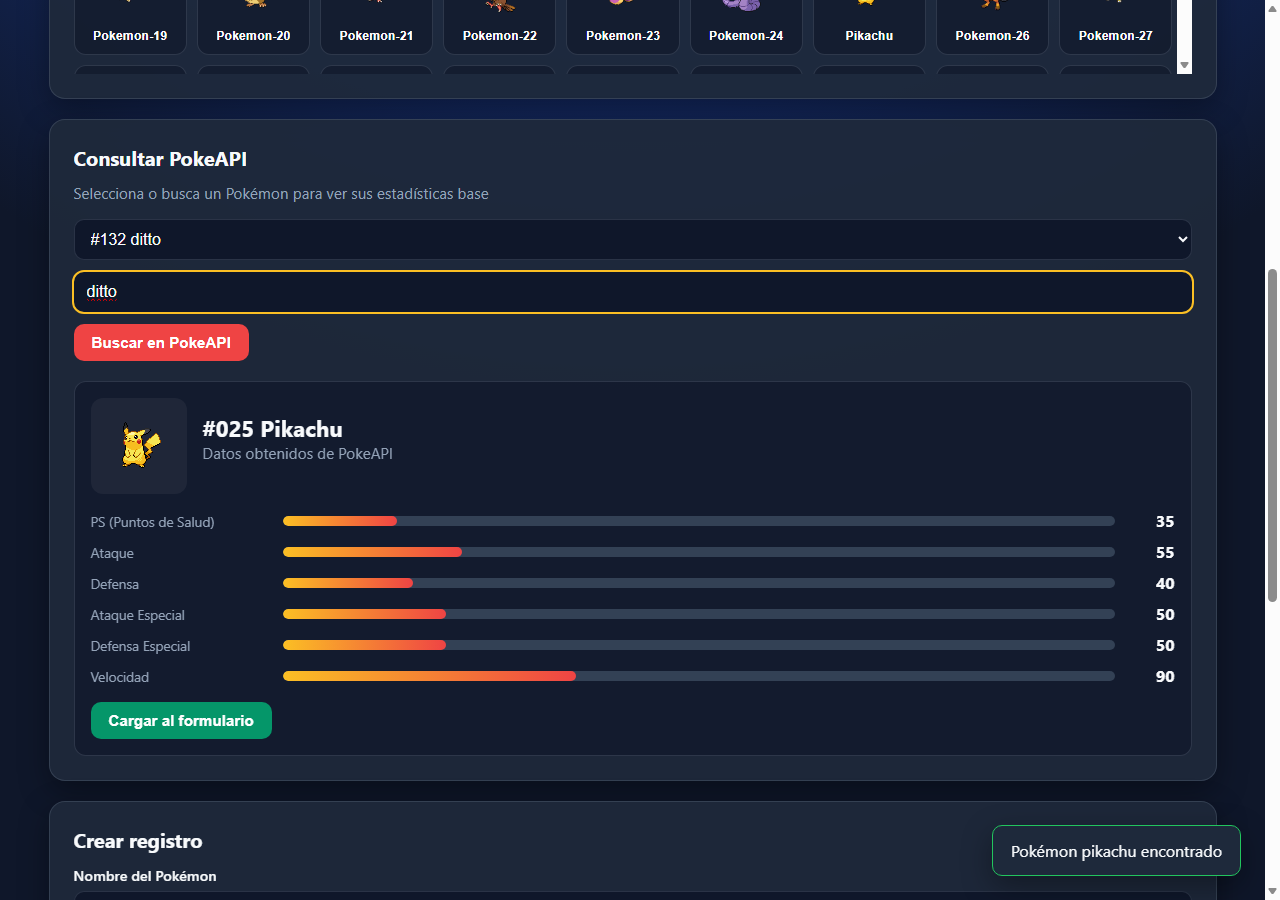 Pokemon-19 Pokemon-20 Pokemon-21 Pokemon-22 Pokemon-23 Pokemon-24 Pikachu Pokemon-26 Pokemon-27
Consultar PokeAPI
Selecciona o busca un Pokémon para ver sus estadísticas base
#132 ditto
ditto
Buscar en PokeAPI
#025 Pikachu
Datos obtenidos de PokeAPI
PS (Puntos de Salud) 35
Ataque 55
Defensa 40
Ataque Especial 50
Defensa Especial 50
Velocidad 90
Cargar al formulario
Crear registro
Pokémon pikachu encontrado
Nombre del Pokémon